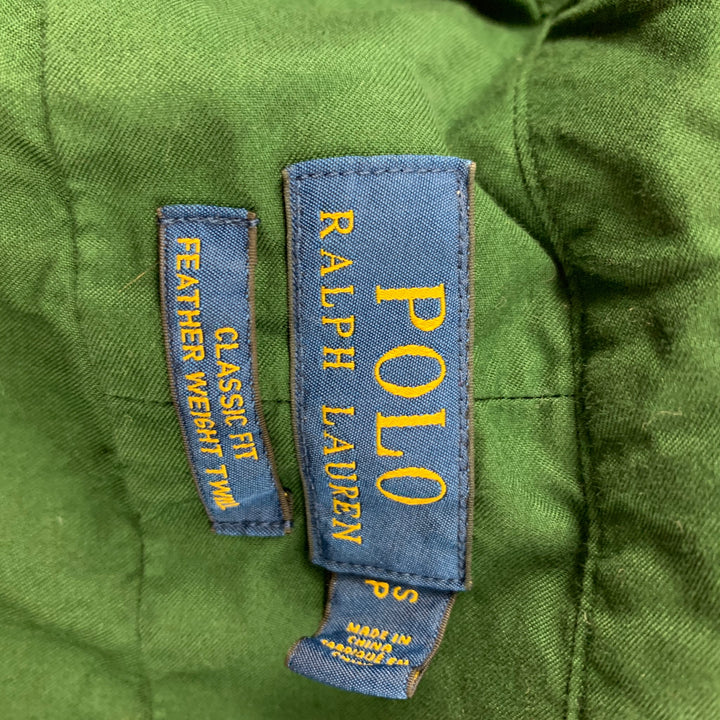 POLO
RALPH LAUREN
CLASSIC FIT
FEATHER WEIGHT TWILL
S
P
MADE IN
CHINA